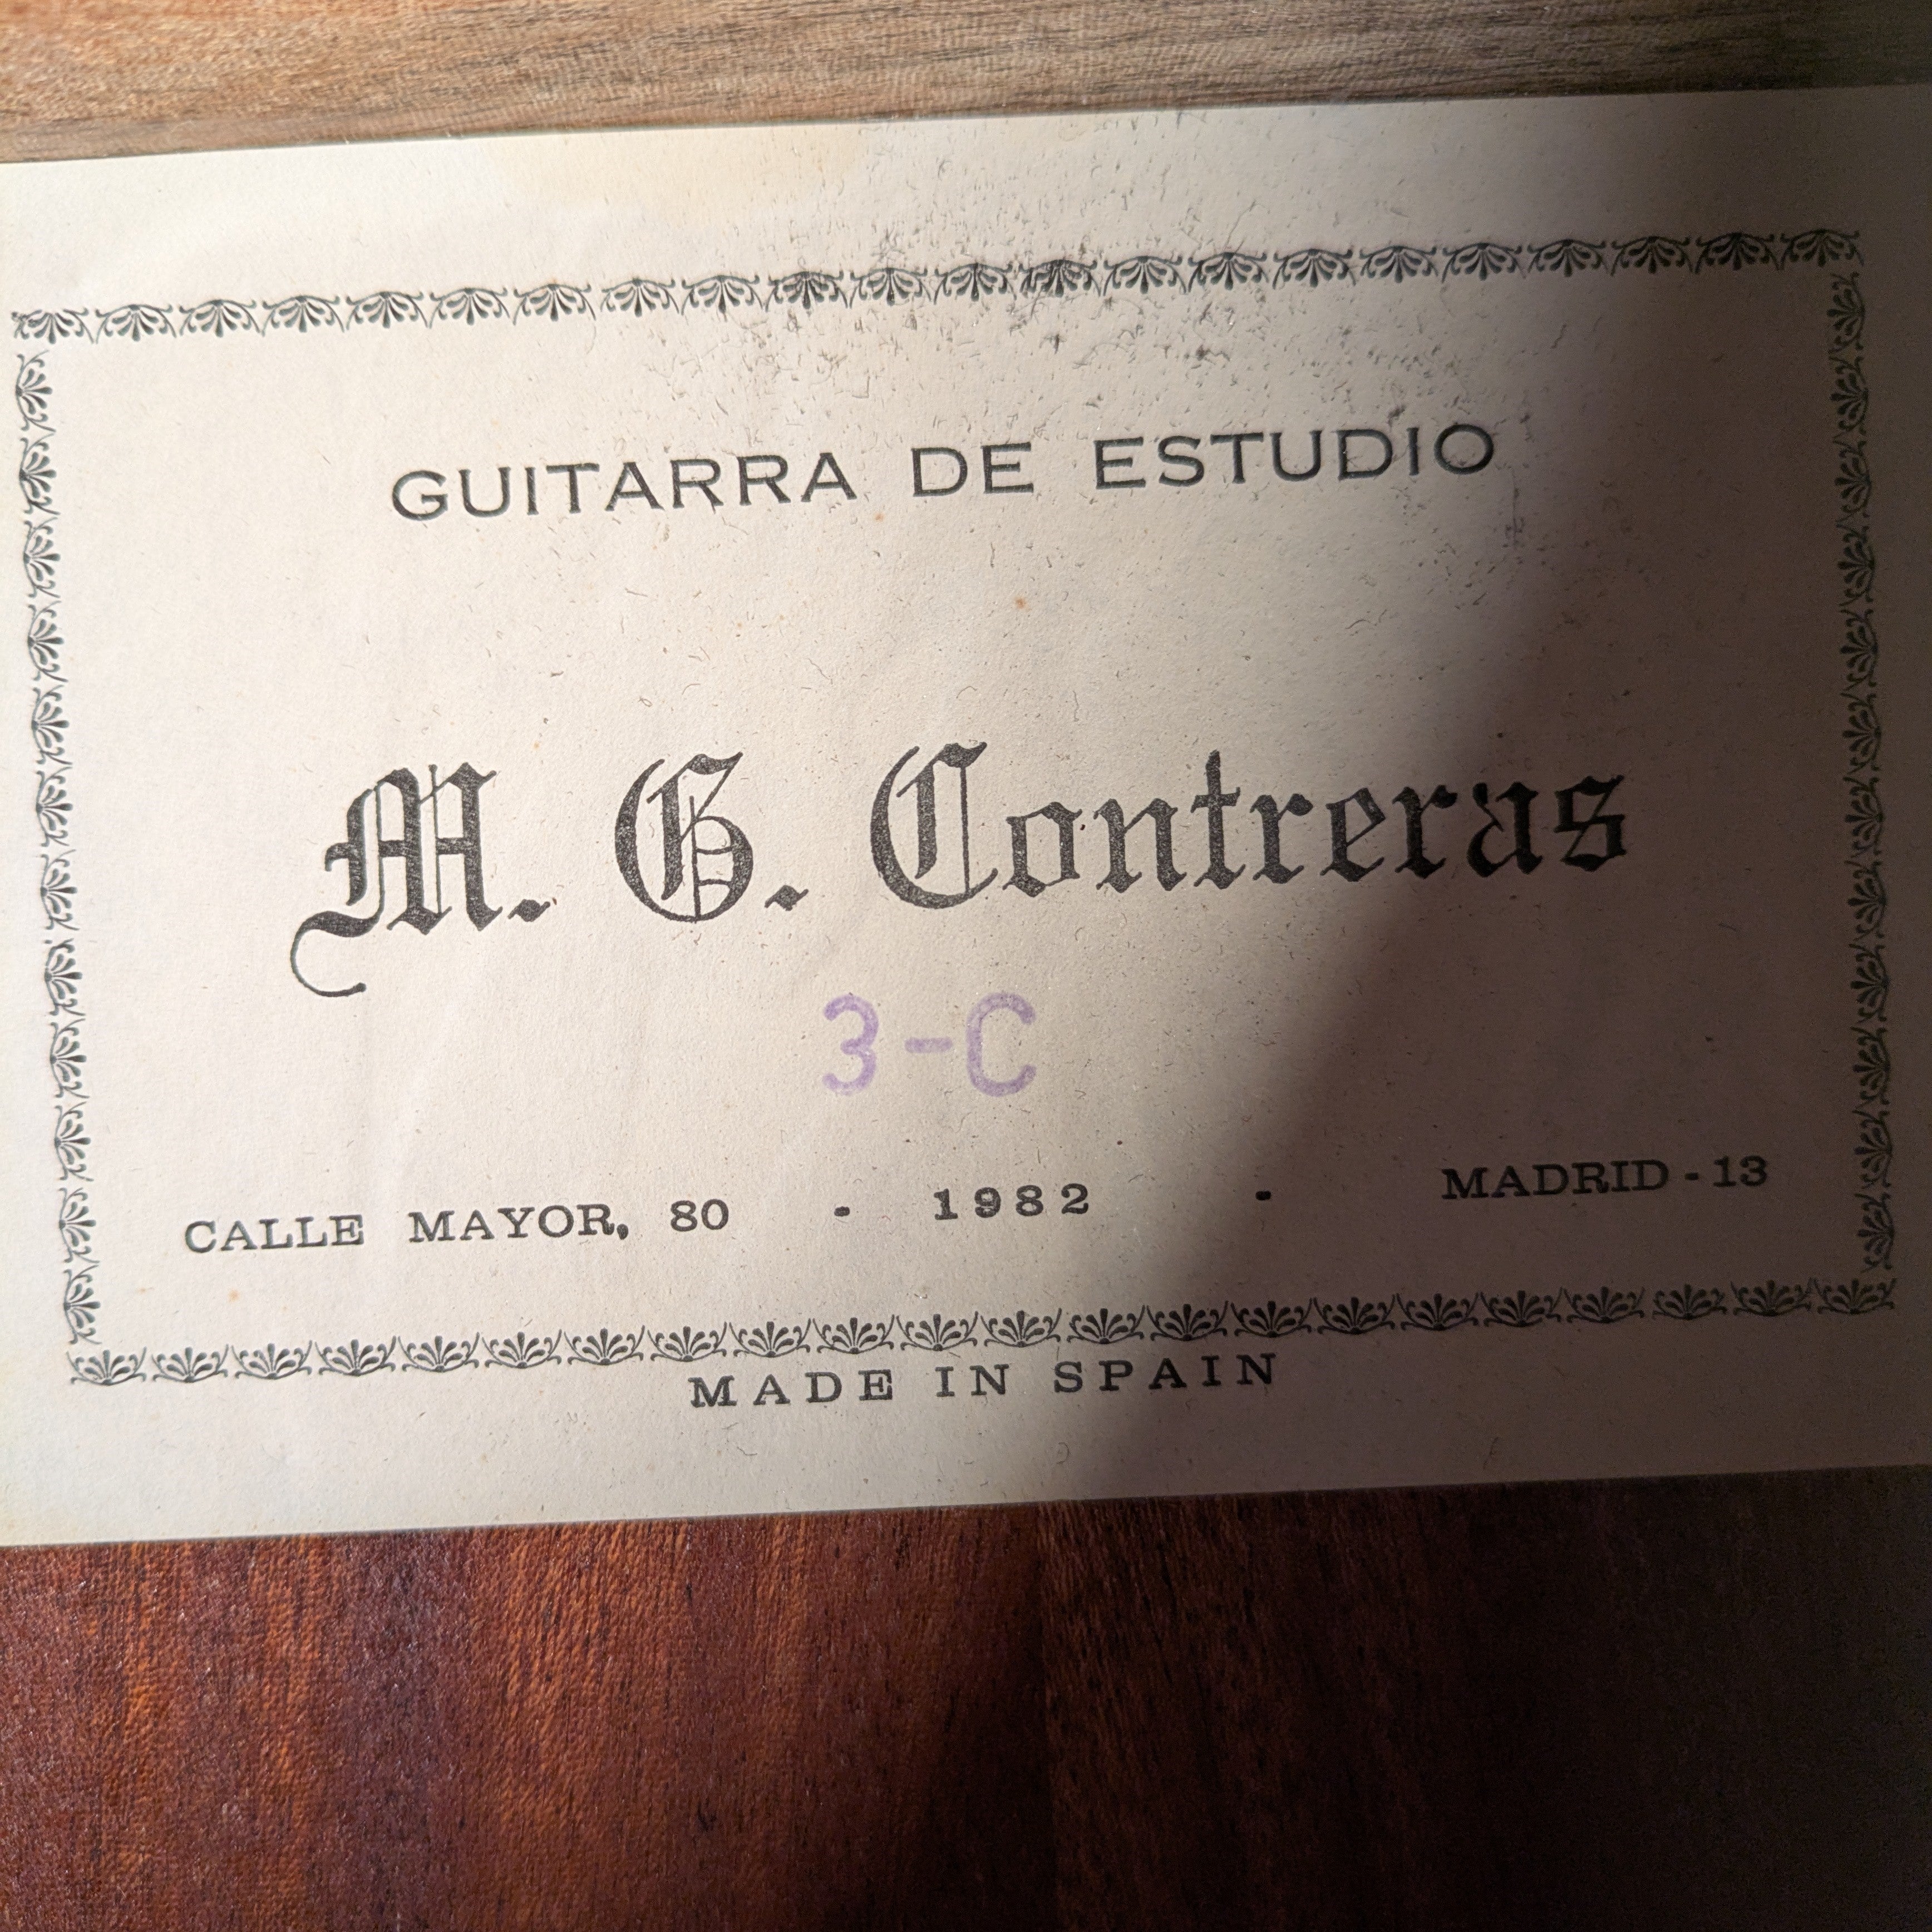 GUITARRA DE ESTUDIO
M. G. Contreras
3-C
CALLE MAYOR, 80 - 1982 - MADRID - 13
MADE IN SPAIN